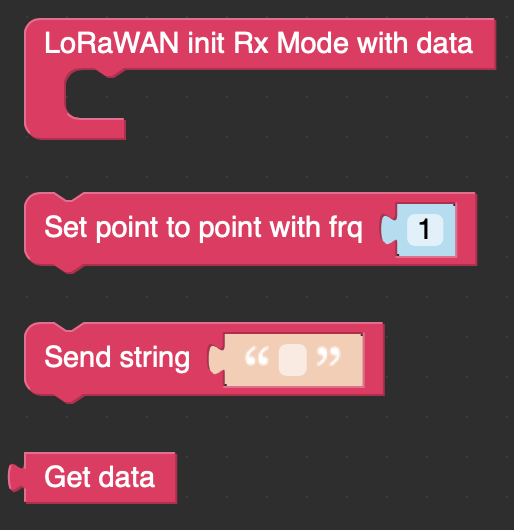 LoRaWAN init Rx Mode with data
Set point to point with frq 1
Send string “ ”
Get data